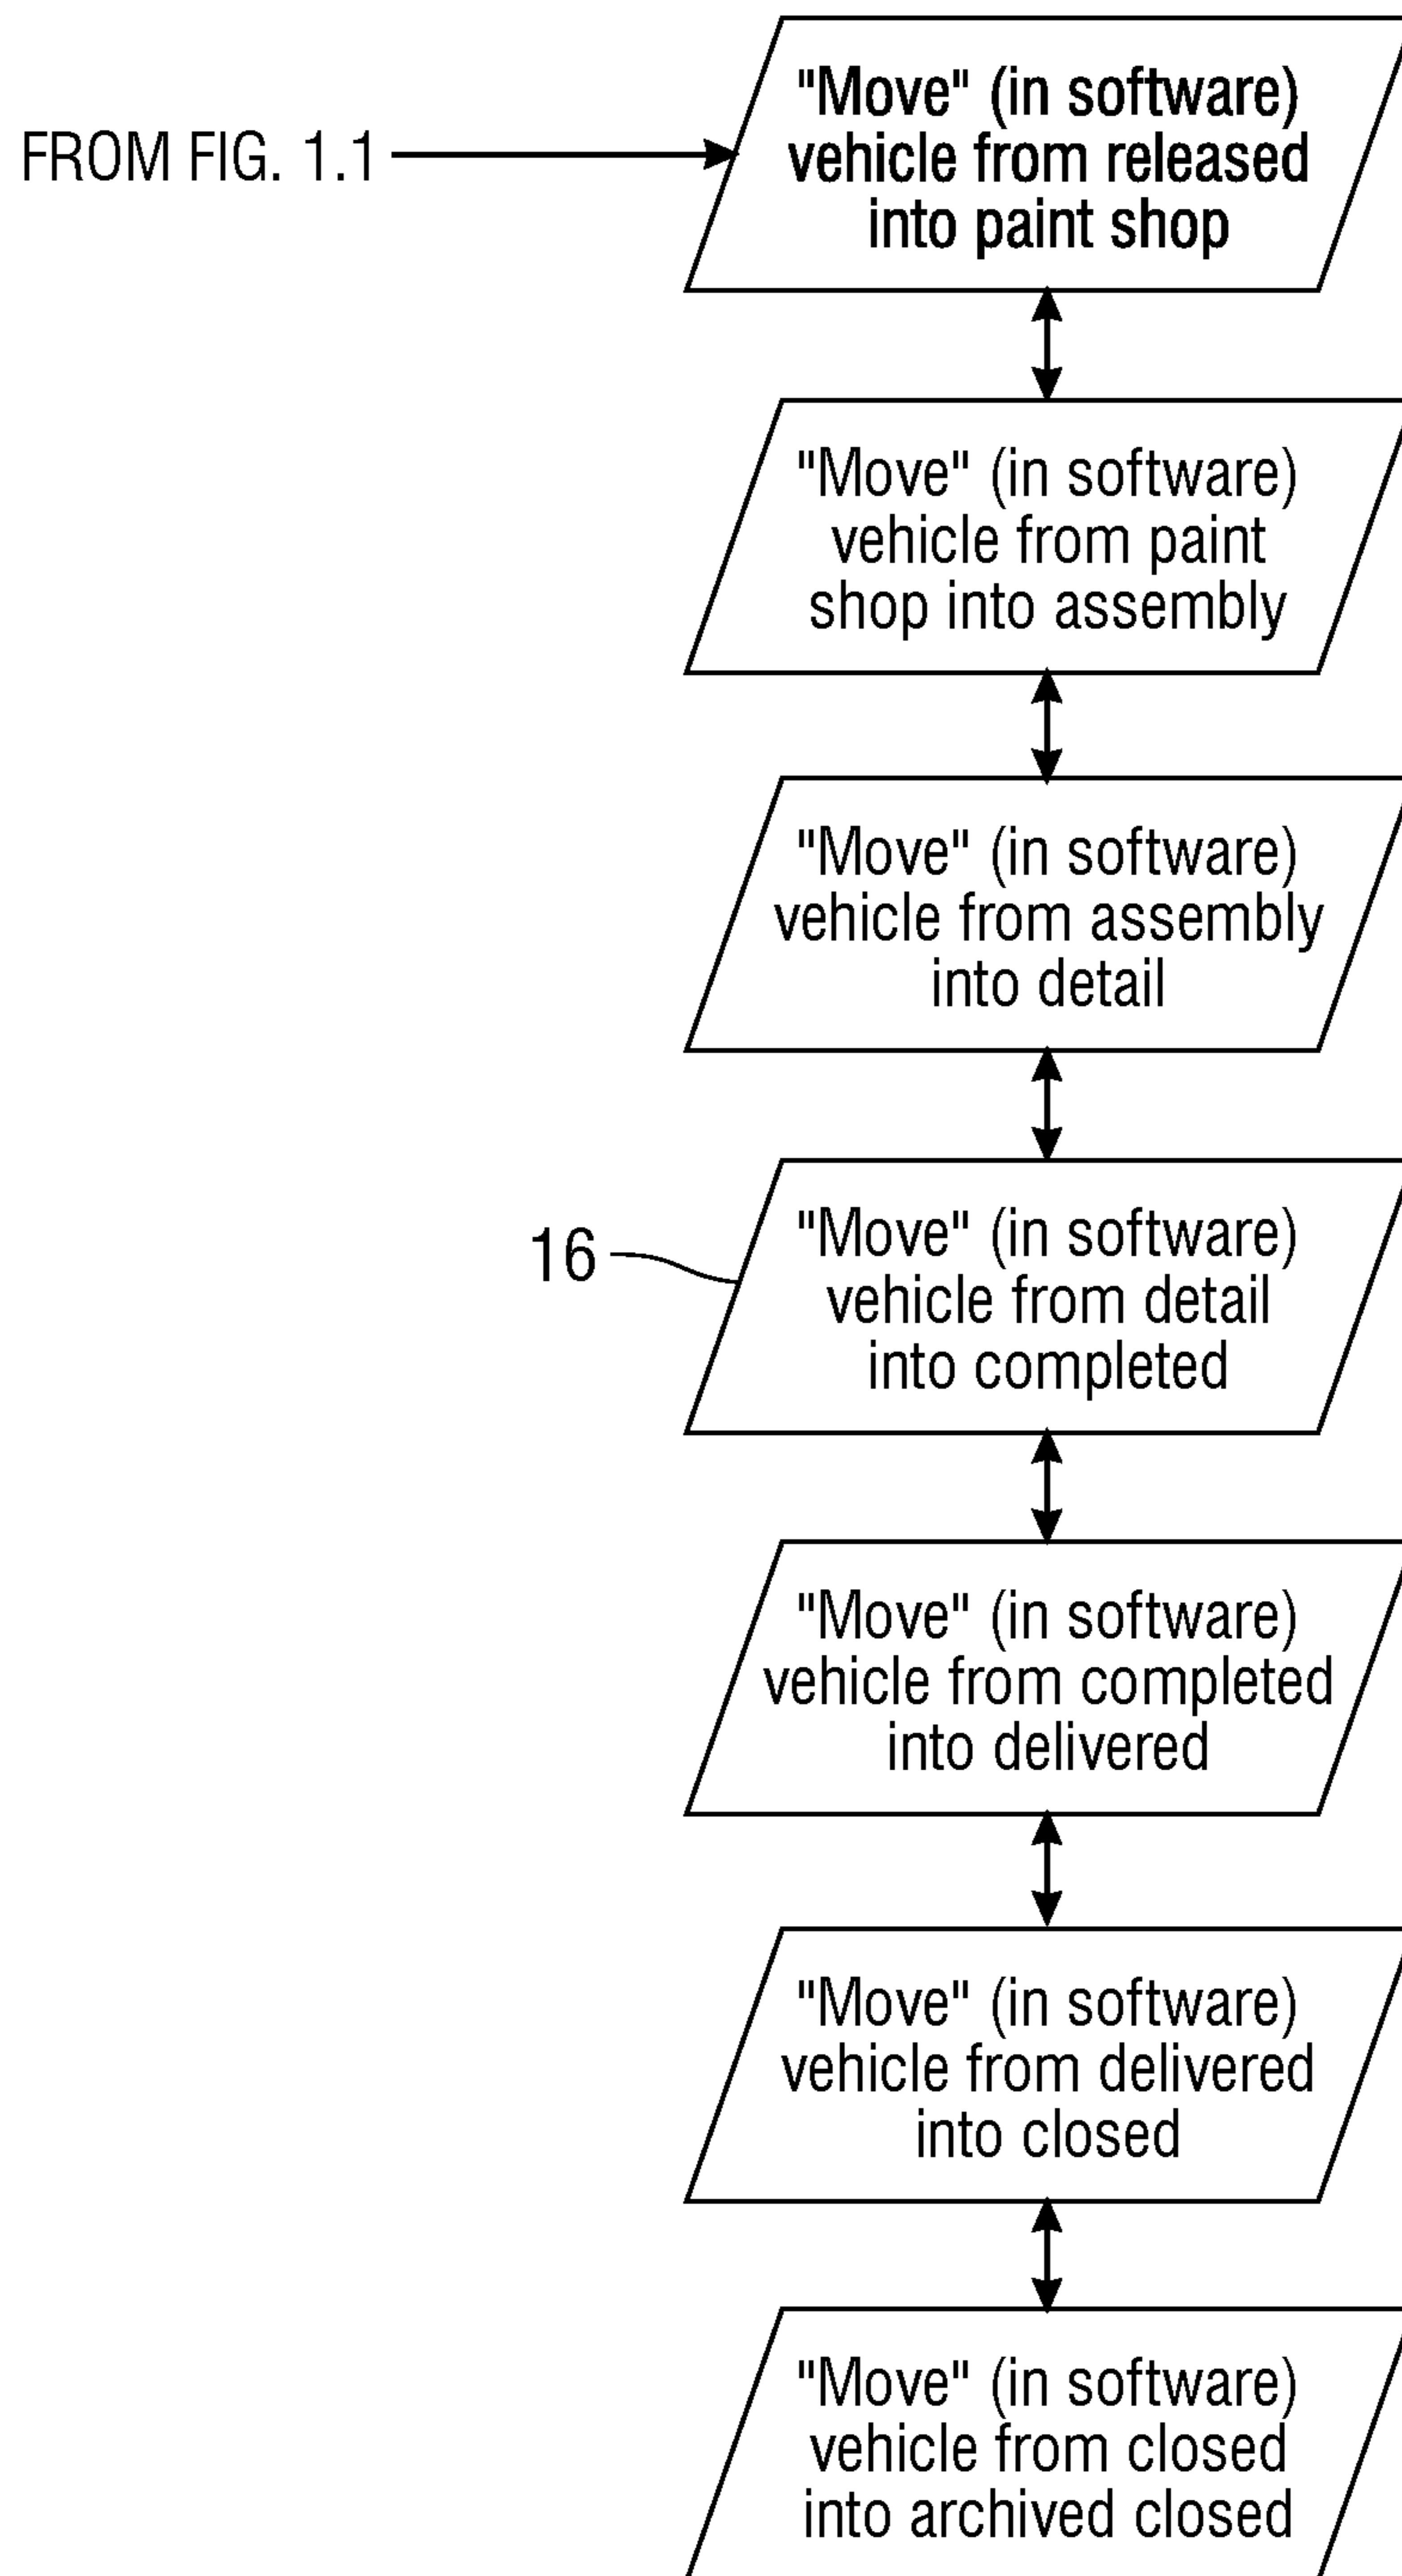 FROM FIG. 1.1
"Move" (in software)
vehicle from released
into paint shop
"Move" (in software)
vehicle from paint
shop into assembly
"Move" (in software)
vehicle from assembly
into detail
16
"Move" (in software)
vehicle from detail
into completed
"Move" (in software)
vehicle from completed
into delivered
"Move" (in software)
vehicle from delivered
into closed
"Move" (in software)
vehicle from closed
into archived closed